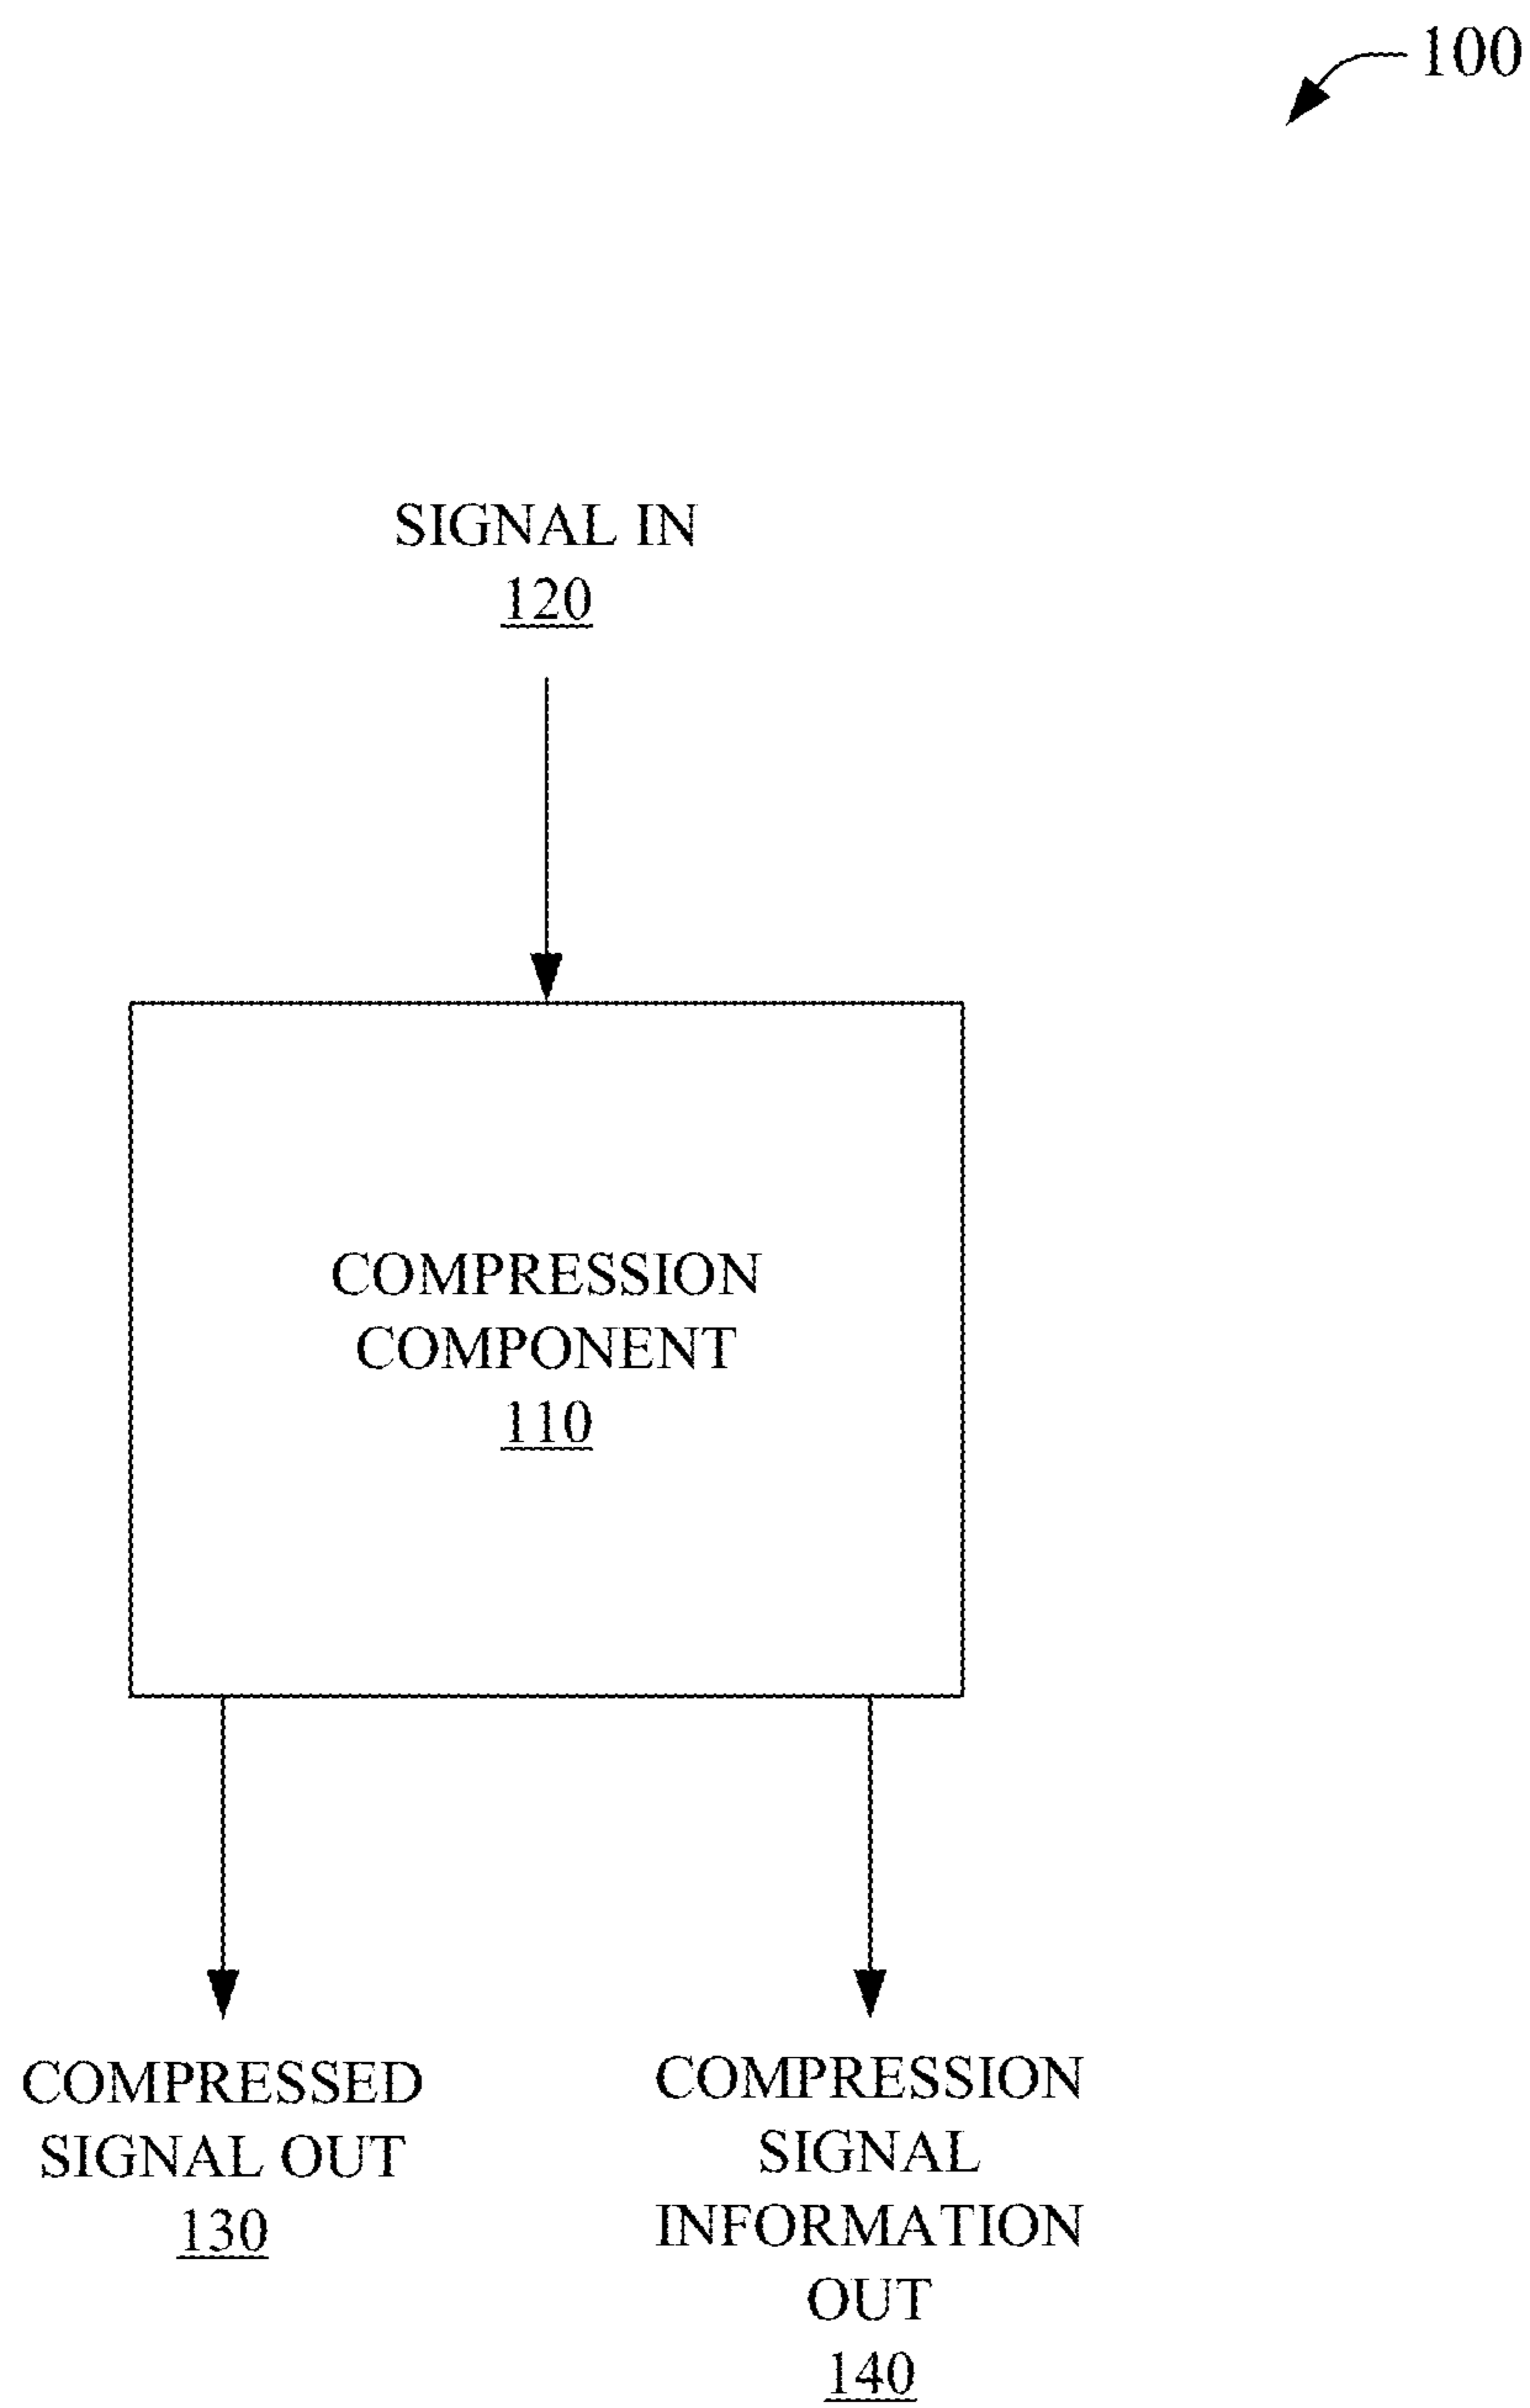 100
SIGNAL IN
120
COMPRESSION
COMPONENT
110
COMPRESSED
SIGNAL OUT
130
COMPRESSION
SIGNAL
INFORMATION
OUT
140